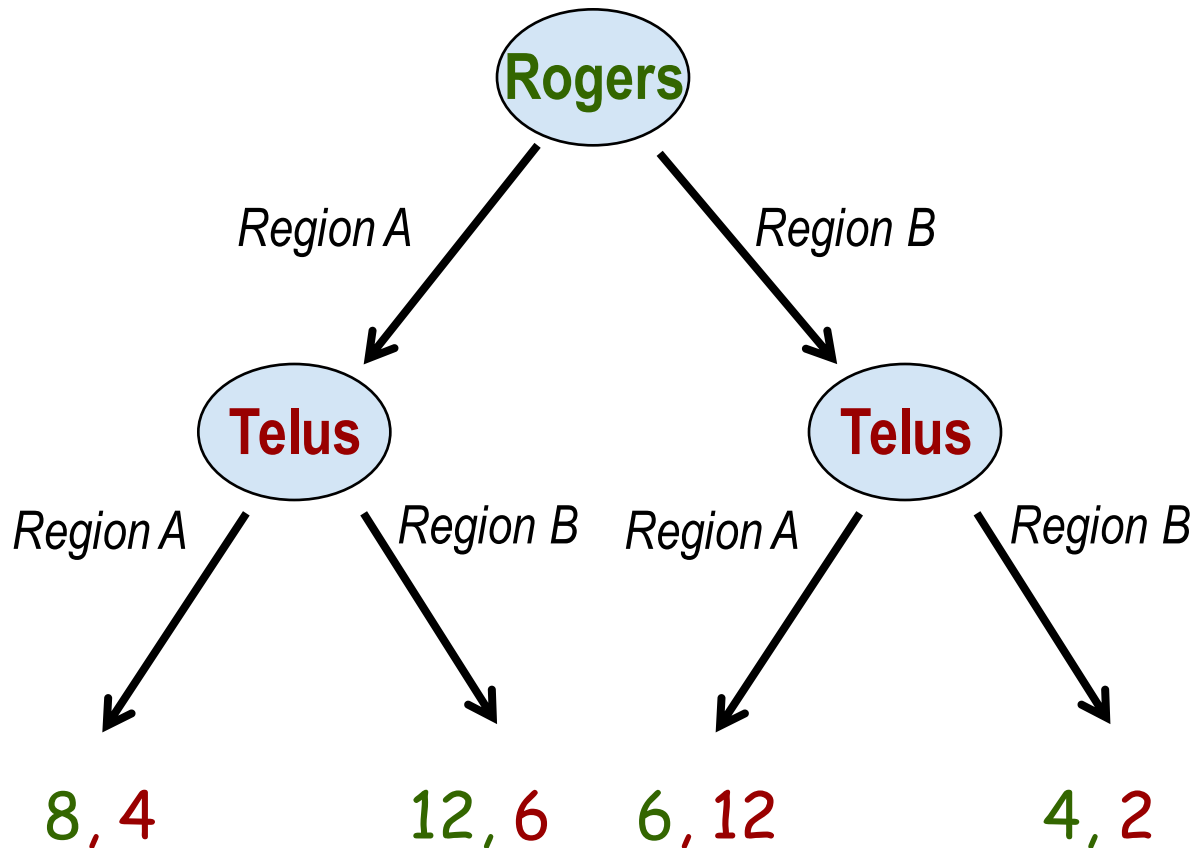 Rogers
Region A
Region B
Telus
Telus
Region A
Region B
Region A
Region B
8, 4
12, 6
6, 12
4, 2